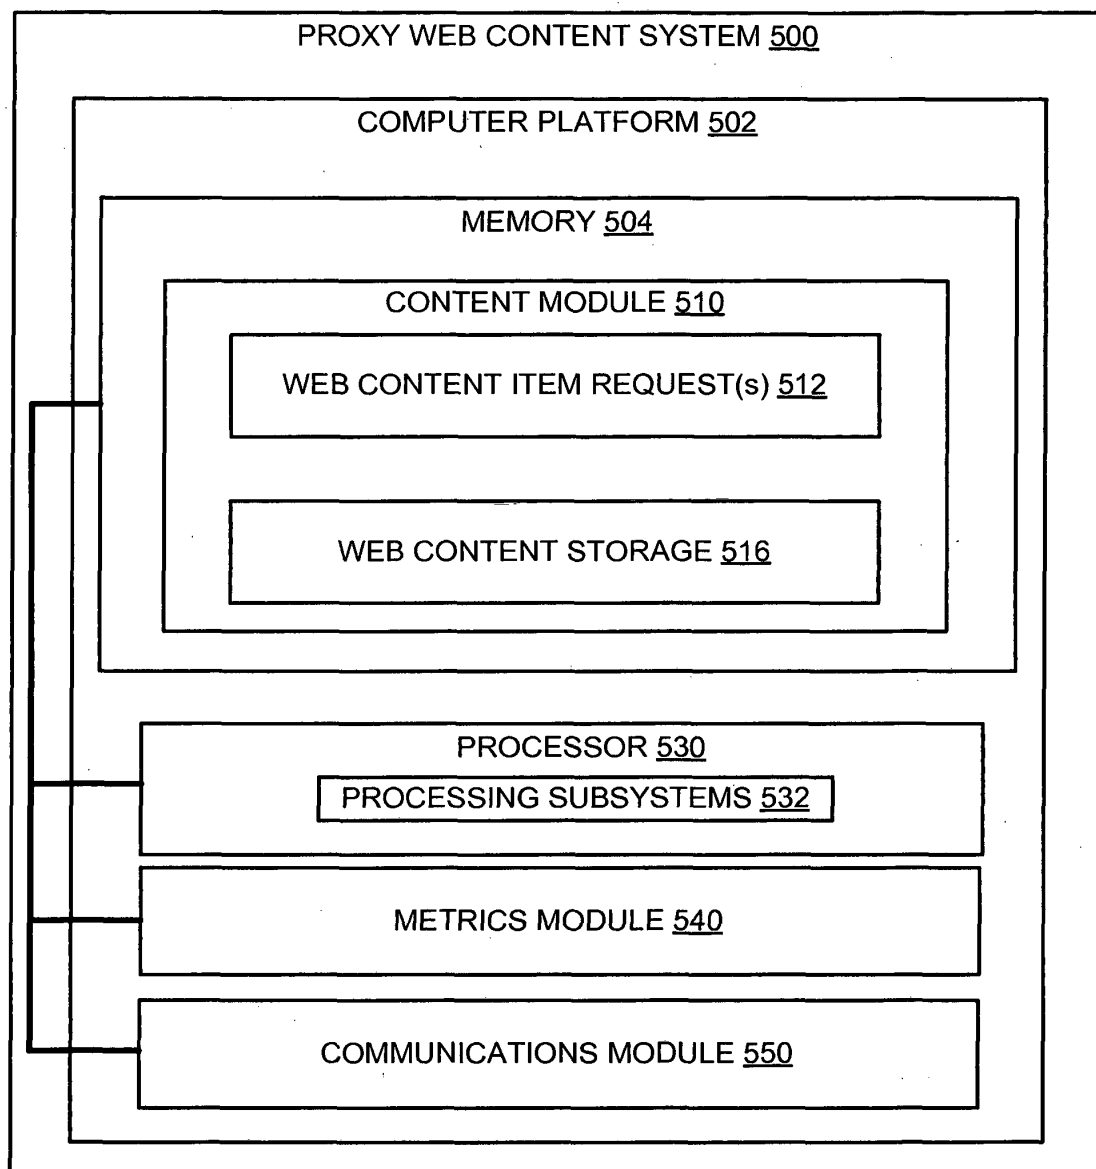 PROXY WEB CONTENT SYSTEM 500
COMPUTER PLATFORM 502
MEMORY 504
CONTENT MODULE 510
WEB CONTENT ITEM REQUEST(s) 512
WEB CONTENT STORAGE 516
PROCESSOR 530
PROCESSING SUBSYSTEMS 532
METRICS MODULE 540
COMMUNICATIONS MODULE 550